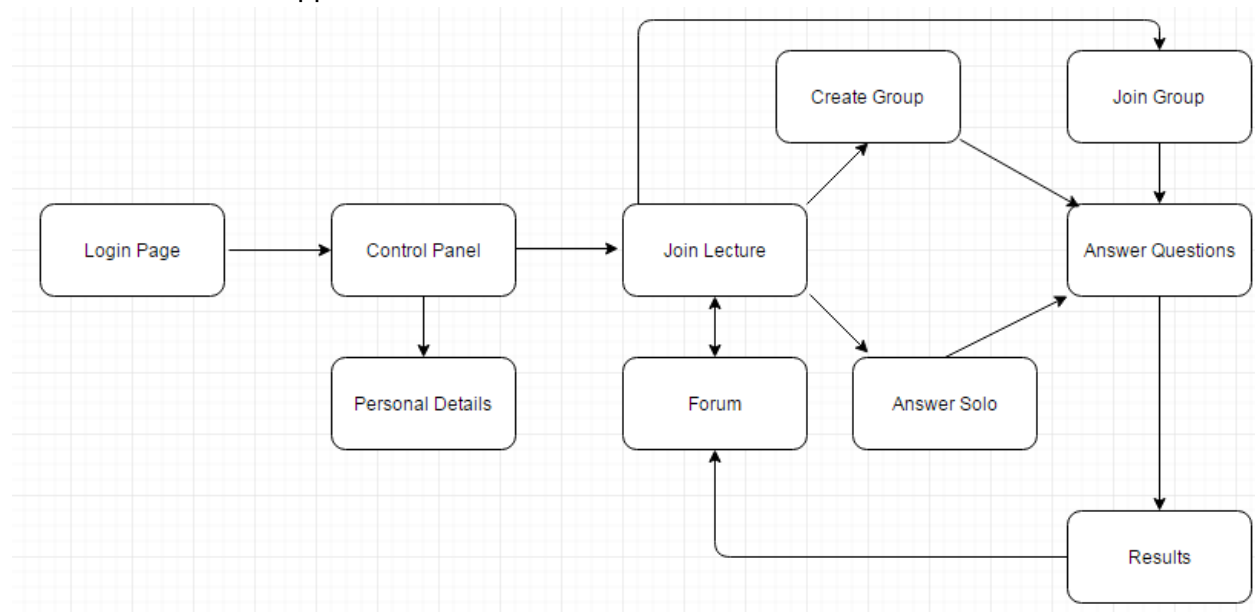 Create Group
Join Group
Login Page
Control Panel
Join Lecture
Answer Questions
Personal Details
Forum
Answer Solo
Results